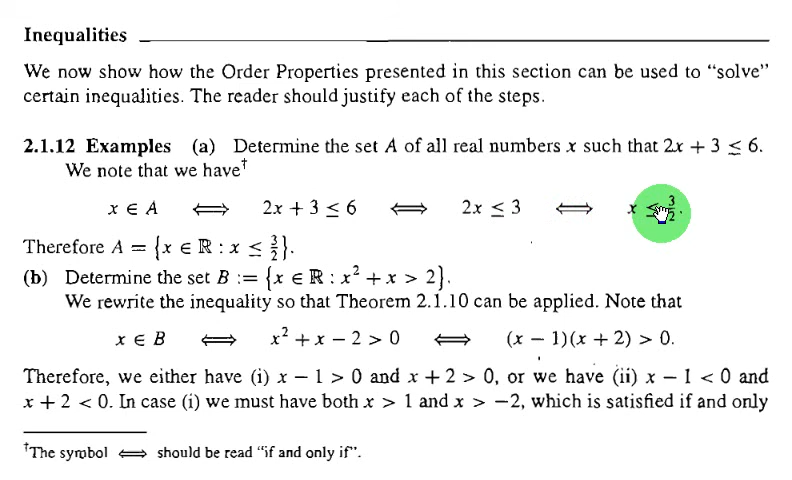 Inequalities
We now show how the Order Properties presented in this section can be used to “solve”
certain inequalities. The reader should justify each of the steps.
2.1.12 Examples (a) Determine the set A of all real numbers x such that 2x + 3 ≤ 6.
We note that we have†
x ∈ A ⟺ 2x + 3 ≤ 6 ⟺ 2x ≤ 3 ⟺ x ≤ 3/2.
Therefore A = {x ∈ ℝ : x ≤ 3/2}.
(b) Determine the set B := {x ∈ ℝ : x² + x > 2}.
We rewrite the inequality so that Theorem 2.1.10 can be applied. Note that
x ∈ B ⟺ x² + x − 2 > 0 ⟺ (x − 1)(x + 2) > 0.
Therefore, we either have (i) x − 1 > 0 and x + 2 > 0, or we have (ii) x − 1 < 0 and
x + 2 < 0. In case (i) we must have both x > 1 and x > −2, which is satisfied if and only
†The symbol ⟺ should be read “if and only if”.